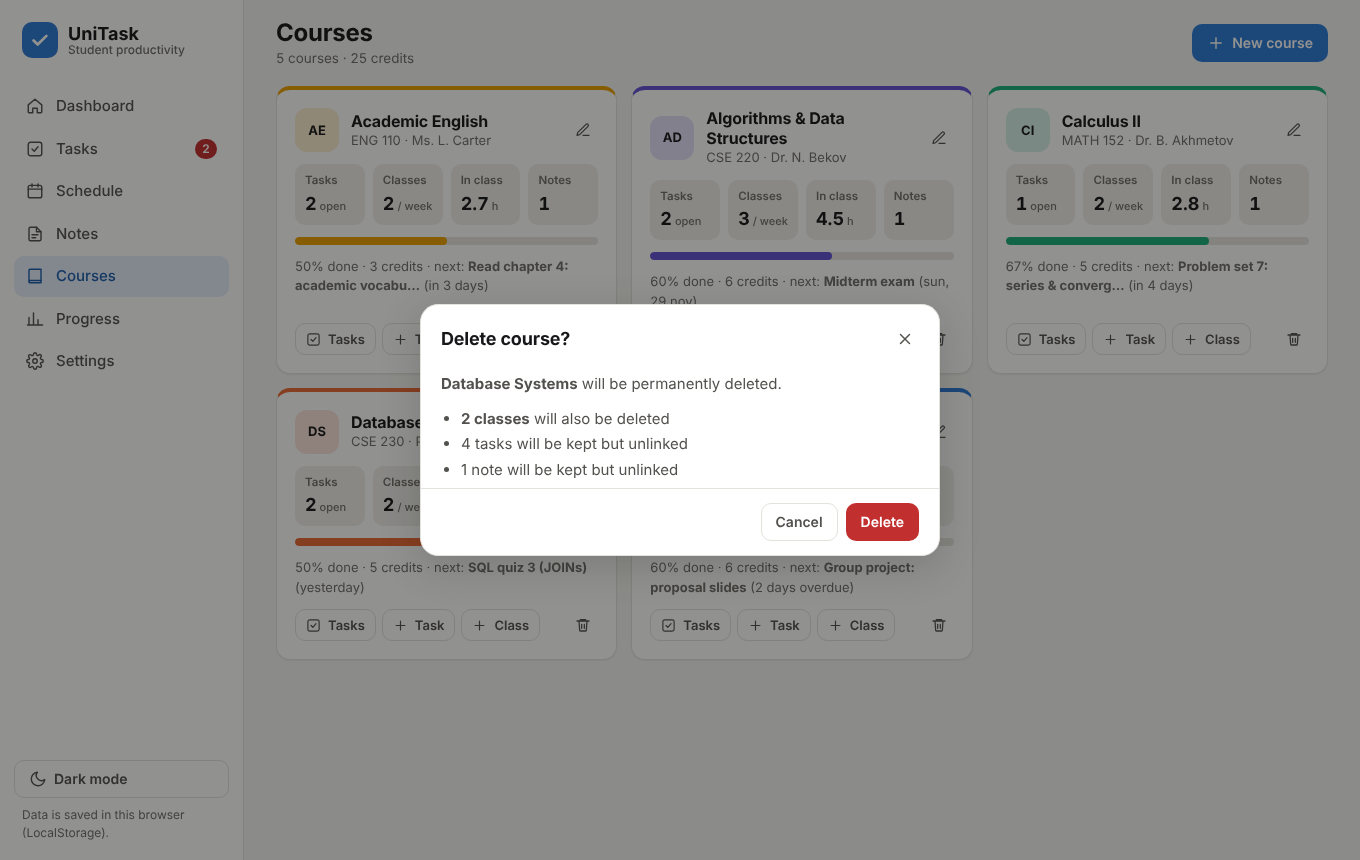 UniTask
Student productivity
Dashboard
Tasks
2
Schedule
Notes
Courses
Progress
Settings
Dark mode
Data is saved in this browser
(LocalStorage).
Courses
5 courses · 25 credits
New course
AE
Academic English
ENG 110 · Ms. L. Carter
Tasks
2 open
Classes
2 / week
In class
2.7 h
Notes
1
50% done · 3 credits · next: Read chapter 4:
academic vocabu... (in 3 days)
Tasks
AD
Algorithms & Data
Structures
CSE 220 · Dr. N. Bekov
Tasks
2 open
Classes
3 / week
In class
4.5 h
Notes
1
60% done · 6 credits · next: Midterm exam (sun,
29 nov)
CI
Calculus II
MATH 152 · Dr. B. Akhmetov
Tasks
1 open
Classes
2 / week
In class
2.8 h
Notes
1
67% done · 5 credits · next: Problem set 7:
series & converg... (in 4 days)
Tasks
Task
Class
Delete course?
Database Systems will be permanently deleted.
2 classes will also be deleted
4 tasks will be kept but unlinked
1 note will be kept but unlinked
Cancel
Delete
DS
Database
CSE 230 ·
Tasks
2 open
2
50% done · 5 credits · next: SQL quiz 3 (JOINs)
(yesterday)
Tasks
Task
Class
60% done · 6 credits · next: Group project:
proposal slides (2 days overdue)
Tasks
Task
Class